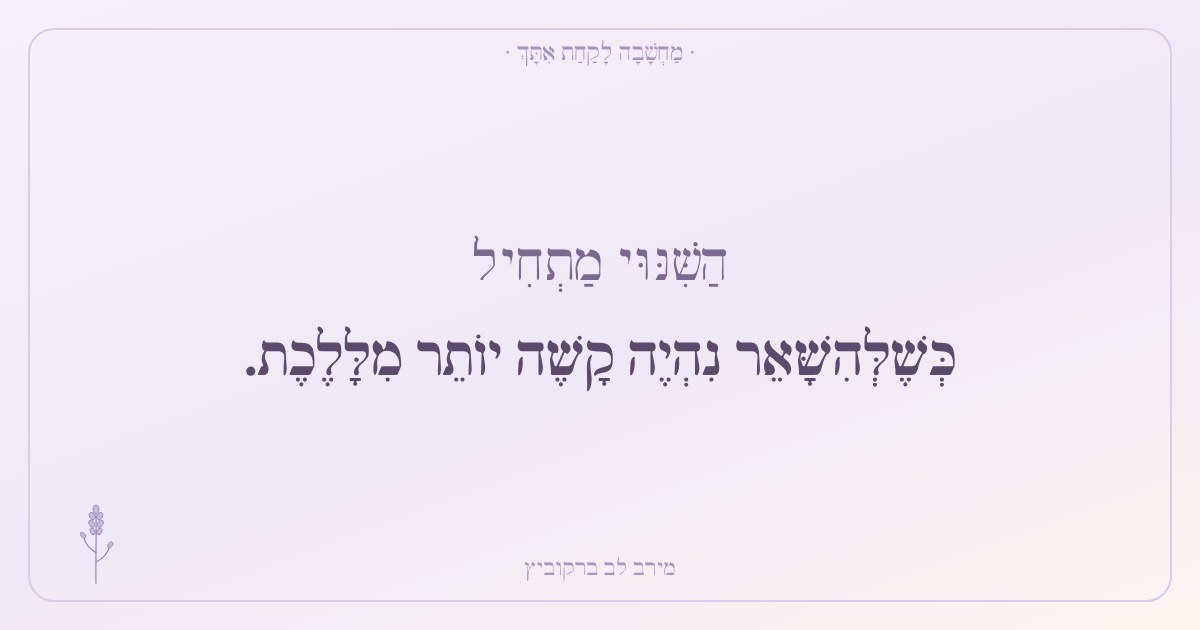 · מַחְשָׁבָה לָקַחַת אִתָּךְ ·
הַשִּׁנּוּי מַתְחִיל
כְּשֶׁלְּהִשָּׁאֵר נִהְיֶה קָשֶׁה יוֹתֵר מִלָּלֶכֶת.
מירב לב ברקוביץ